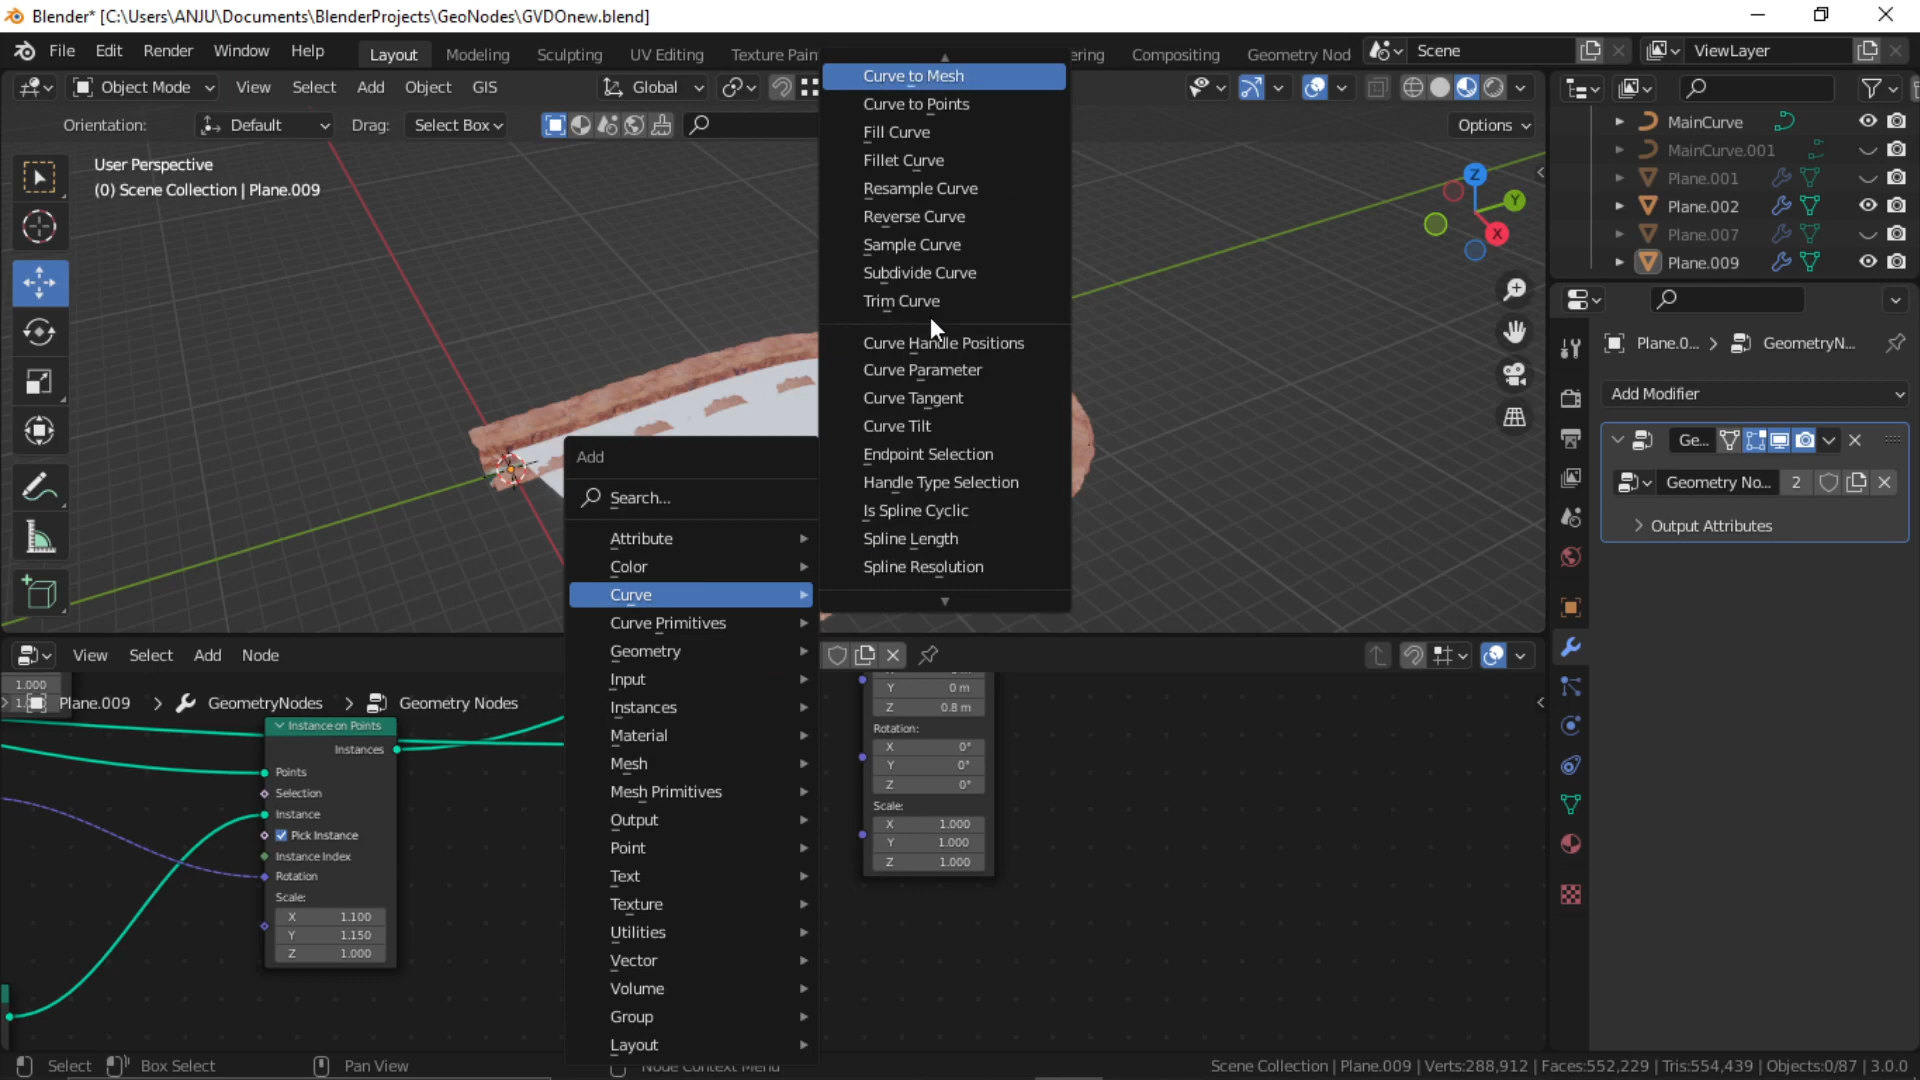 Blender* [C:\Users\ANJU\Documents\BlenderProjects\GeoNodes\GVDOnew.blend]
File Edit Render Window Help
Layout Modeling Sculpting UV Editing Texture Pain ering Compositing Geometry Nod
Scene
ViewLayer
Object Mode View Select Add Object GIS
Global
Orientation: Default Drag: Select Box
Options
User Perspective
(0) Scene Collection | Plane.009
Z
Y
X
Curve to Mesh
Curve to Points
Fill Curve
Fillet Curve
Resample Curve
Reverse Curve
Sample Curve
Subdivide Curve
Trim Curve
Curve Handle Positions
Curve Parameter
Curve Tangent
Curve Tilt
Endpoint Selection
Handle Type Selection
Is Spline Cyclic
Spline Length
Spline Resolution
Add
Search...
Attribute
Color
Curve
Curve Primitives
Geometry
Input
Instances
Material
Mesh
Mesh Primitives
Output
Point
Text
Texture
Utilities
Vector
Volume
Group
Layout
MainCurve
MainCurve.001
Plane.001
Plane.002
Plane.007
Plane.009
Plane.0... GeometryN...
Add Modifier
Ge...
Geometry No... 2
Output Attributes
View Select Add Node
1.000
Plane.009 GeometryNodes Geometry Nodes
Instance on Points
Instances
Points
Selection
Instance
Pick Instance
Instance Index
Rotation
Scale:
X 1.100
Y 1.150
Z 1.000
Y 0 m
Z 0.8 m
Rotation:
X 0°
Y 0°
Z 0°
Scale:
X 1.000
Y 1.000
Z 1.000
Select Box Select Pan View Node Context Menu
Scene Collection | Plane.009 | Verts:288,912 | Faces:552,229 | Tris:554,439 | Objects:0/87 | 3.0.0